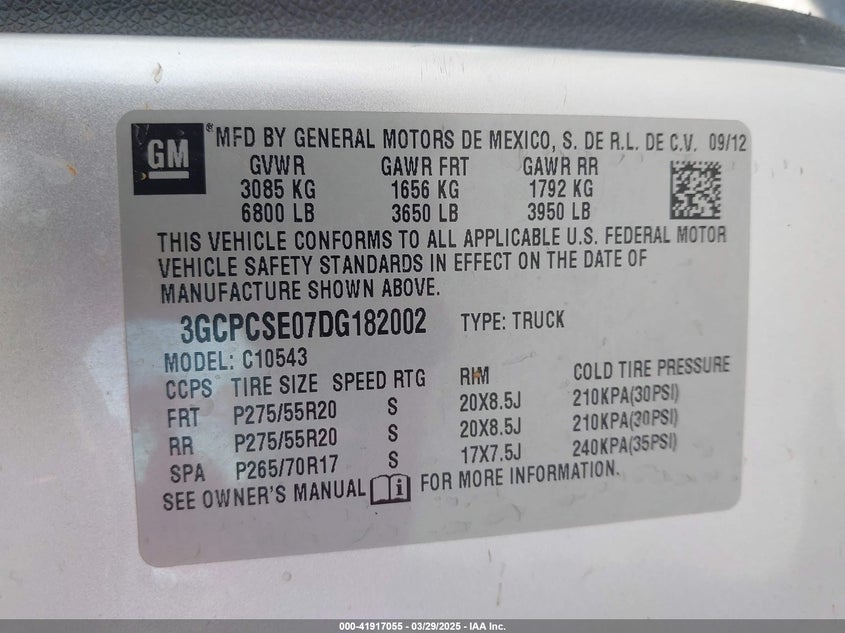 GM ® MFD BY GENERAL MOTORS DE MEXICO, S. DE R.L. DE C.V. 09/12
GVWR GAWR FRT GAWR RR
3085 KG 1656 KG 1792 KG
6800 LB 3650 LB 3950 LB
THIS VEHICLE CONFORMS TO ALL APPLICABLE U.S. FEDERAL MOTOR
VEHICLE SAFETY STANDARDS IN EFFECT ON THE DATE OF
MANUFACTURE SHOWN ABOVE.
3GCPCSE07DG182002 TYPE: TRUCK
MODEL: C10543
CCPS TIRE SIZE SPEED RTG RIM COLD TIRE PRESSURE
FRT P275/55R20 S 20X8.5J 210KPA(30PSI)
RR P275/55R20 S 20X8.5J 210KPA(30PSI)
SPA P265/70R17 S 17X7.5J 240KPA(35PSI)
SEE OWNER'S MANUAL i FOR MORE INFORMATION.
000-41917055 - 03/29/2025 - IAA Inc.